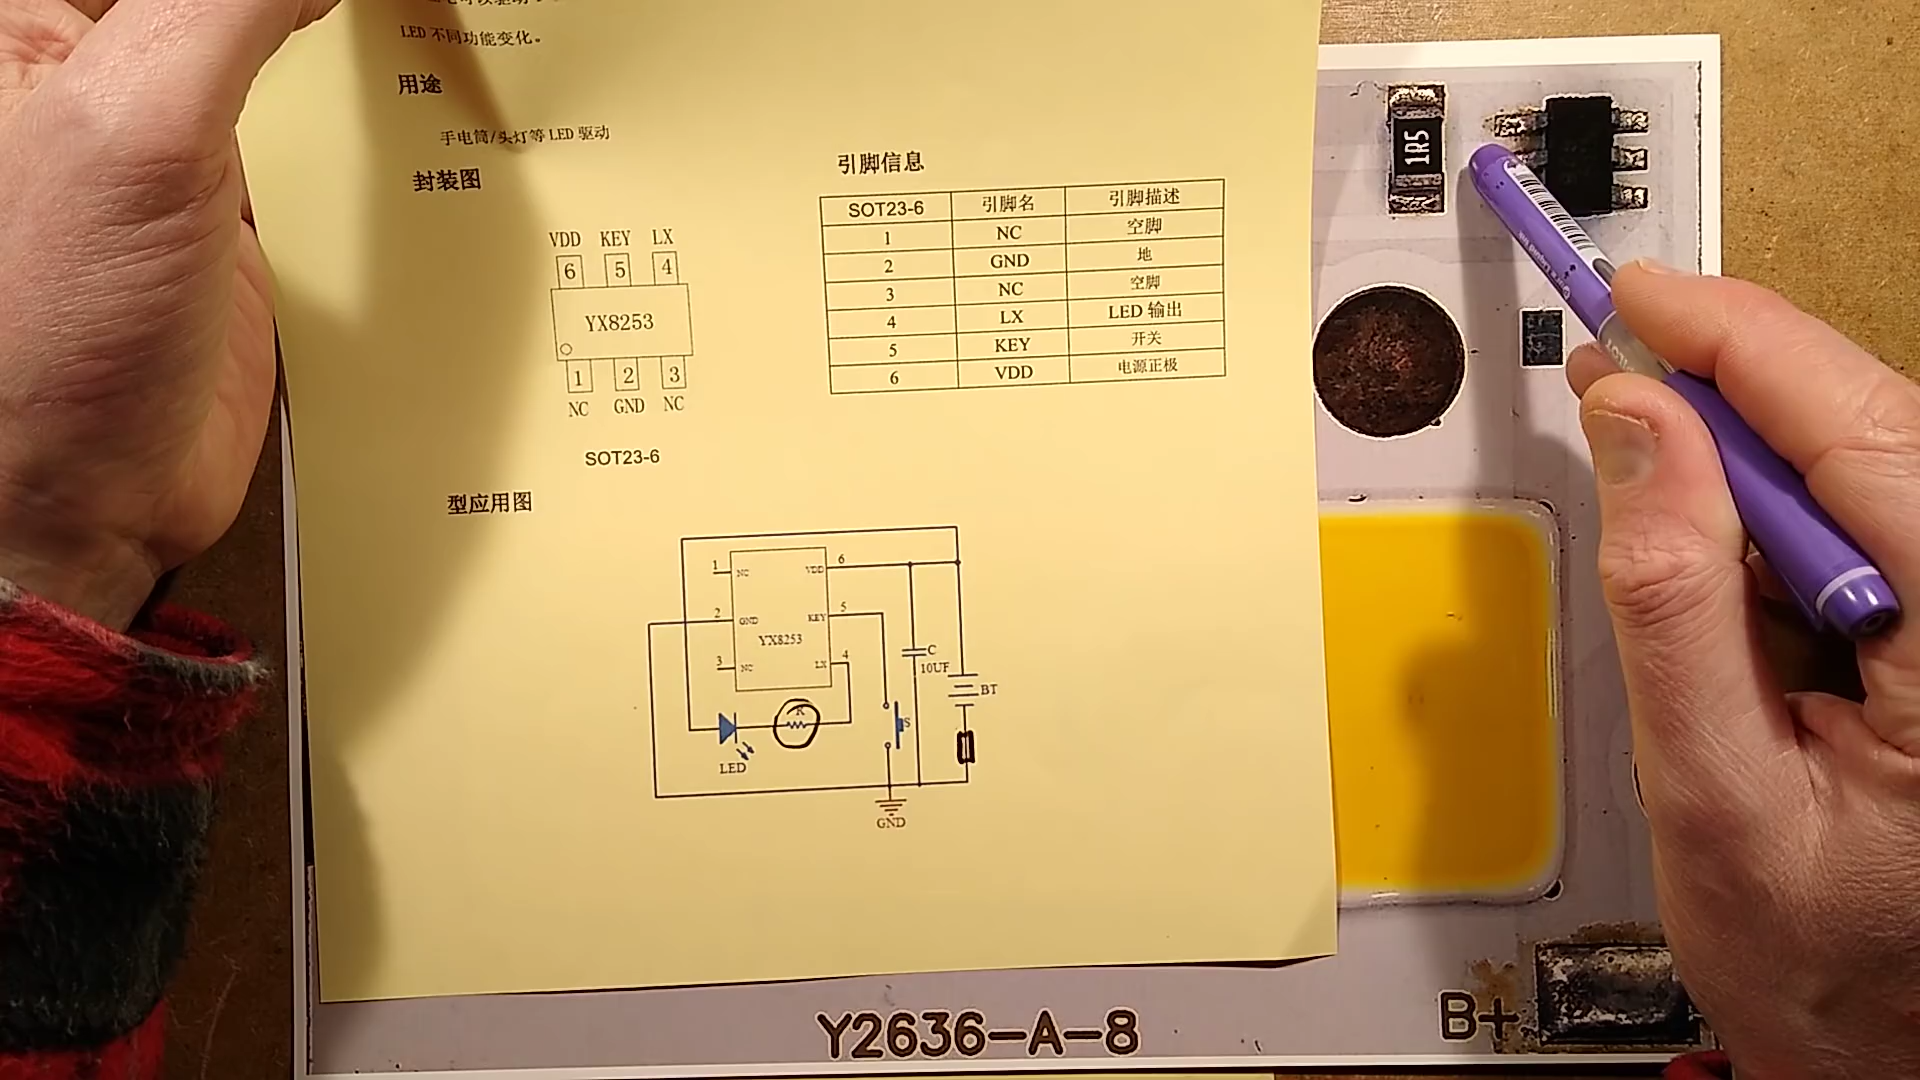 LED 不同功能变化。
用途
手电筒/头灯等 LED 驱动
封装图
VDD KEY LX
6 5 4
YX8253
1 2 3
NC GND NC
SOT23-6
引脚信息
SOT23-6 引脚名 引脚描述
1 NC 空脚
2 GND 地
3 NC 空脚
4 LX LED 输出
5 KEY 开关
6 VDD 电源正极
型应用图
1 NC VDD 6
2 GND KEY 5
YX8253
3 NC LX 4
C
10UF
BT
R
S
LED
GND
1R5
Y2636-A-8
B+